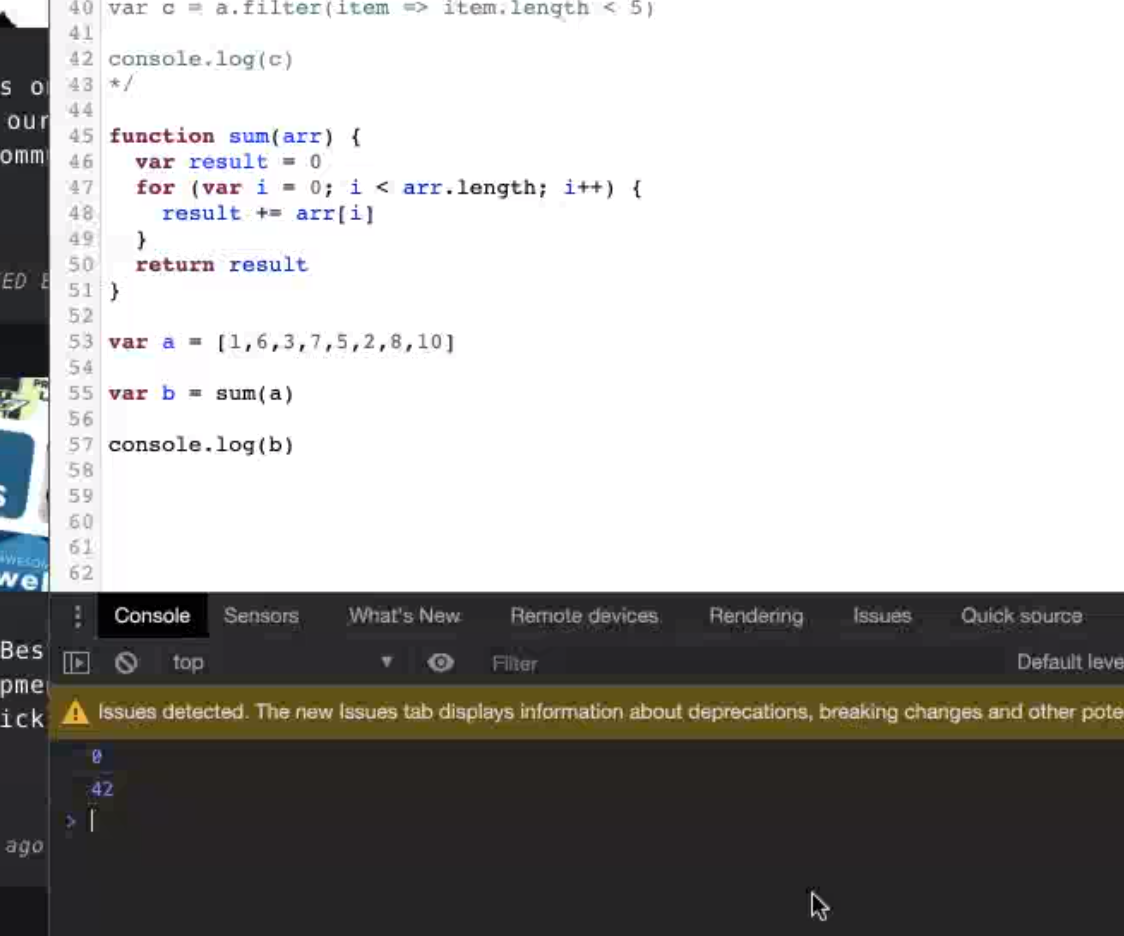 40 var c = a.filter(item => item.length < 5)
41
42 console.log(c)
43 */
44
45 function sum(arr) {
46   var result = 0
47   for (var i = 0; i < arr.length; i++) {
48     result += arr[i]
49   }
50   return result
51 }
52
53 var a = [1,6,3,7,5,2,8,10]
54
55 var b = sum(a)
56
57 console.log(b)
58
59
60
61
62
s o
our
omm
ED
Bes
pme
ick
ago
Console Sensors What's New Remote devices Rendering Issues Quick source
top Filter Default leve
Issues detected. The new Issues tab displays information about deprecations, breaking changes and other pote
0
42
>